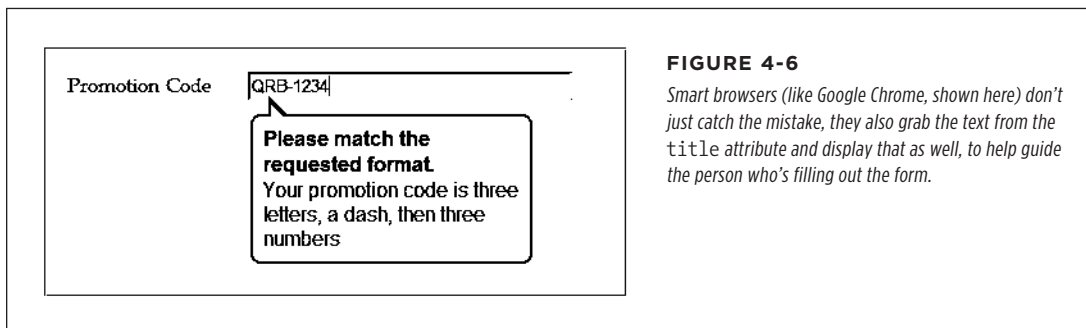 Promotion Code
QRB-1234
Please match the
requested format.
Your promotion code is three
letters, a dash, then three
numbers
FIGURE 4-6
Smart browsers (like Google Chrome, shown here) don't
just catch the mistake, they also grab the text from the
title attribute and display that as well, to help guide
the person who's filling out the form.